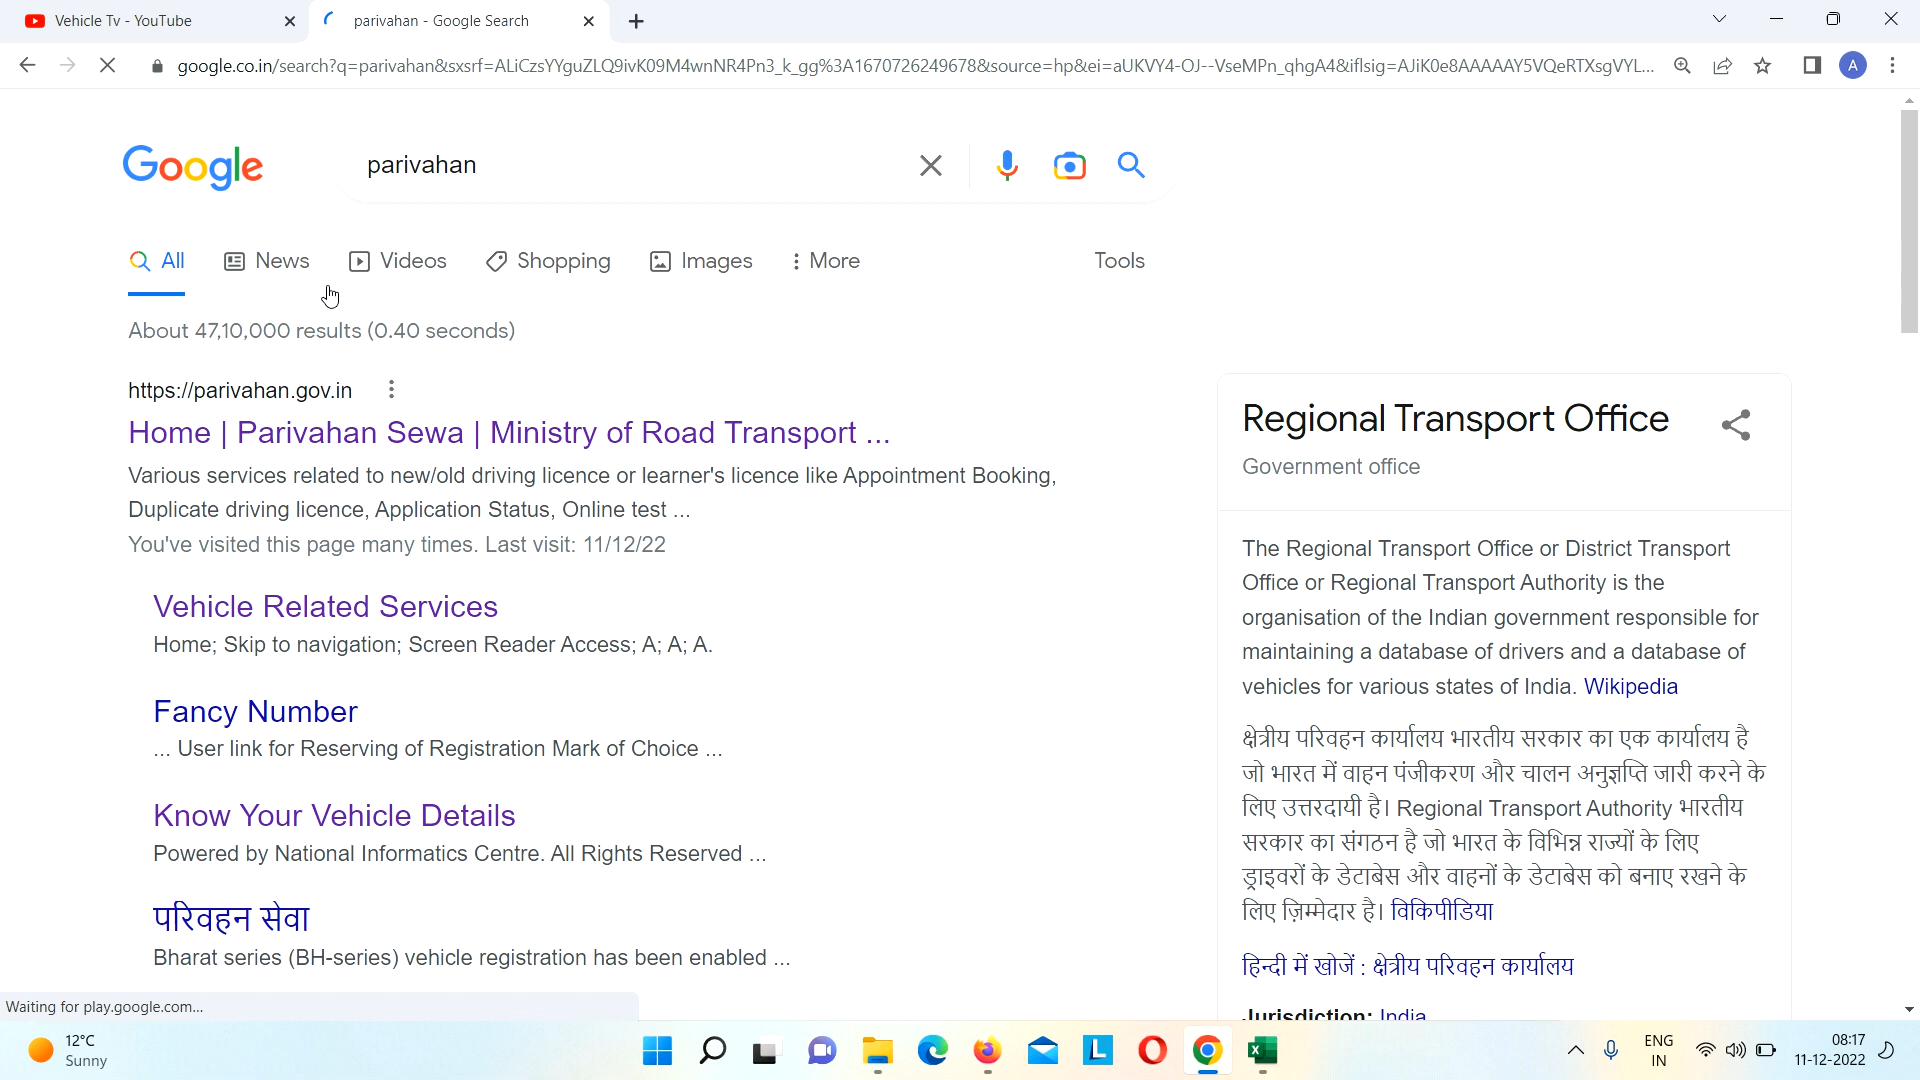 Vehicle Tv - YouTube
parivahan - Google Search
google.co.in/search?q=parivahan&sxsrf=ALiCzsYYguZLQ9ivK09M4wnNR4Pn3_k_gg%3A1670726249678&source=hp&ei=aUKVY4-OJ--VseMPn_qhgA4&iflsig=AJiK0e8AAAAAY5VQeRTXsgVYL...
A
Google
parivahan
All
News
Videos
Shopping
Images
More
Tools
About 47,10,000 results (0.40 seconds)
https://parivahan.gov.in
Home | Parivahan Sewa | Ministry of Road Transport ...
Various services related to new/old driving licence or learner's licence like Appointment Booking,
Duplicate driving licence, Application Status, Online test ...
You've visited this page many times. Last visit: 11/12/22
Vehicle Related Services
Home; Skip to navigation; Screen Reader Access; A; A; A.
Fancy Number
... User link for Reserving of Registration Mark of Choice ...
Know Your Vehicle Details
Powered by National Informatics Centre. All Rights Reserved ...
परिवहन सेवा
Bharat series (BH-series) vehicle registration has been enabled ...
Regional Transport Office
Government office
The Regional Transport Office or District Transport
Office or Regional Transport Authority is the
organisation of the Indian government responsible for
maintaining a database of drivers and a database of
vehicles for various states of India. Wikipedia
क्षेत्रीय परिवहन कार्यालय भारतीय सरकार का एक कार्यालय है
जो भारत में वाहन पंजीकरण और चालन अनुज्ञप्ति जारी करने के
लिए उत्तरदायी है। Regional Transport Authority भारतीय
सरकार का संगठन है जो भारत के विभिन्न राज्यों के लिए
ड्राइवरों के डेटाबेस और वाहनों के डेटाबेस को बनाए रखने के
लिए ज़िम्मेदार है। विकिपीडिया
हिन्दी में खोजें : क्षेत्रीय परिवहन कार्यालय
Jurisdiction: India
Waiting for play.google.com...
12°C
Sunny
L
ENG
IN
08:17
11-12-2022